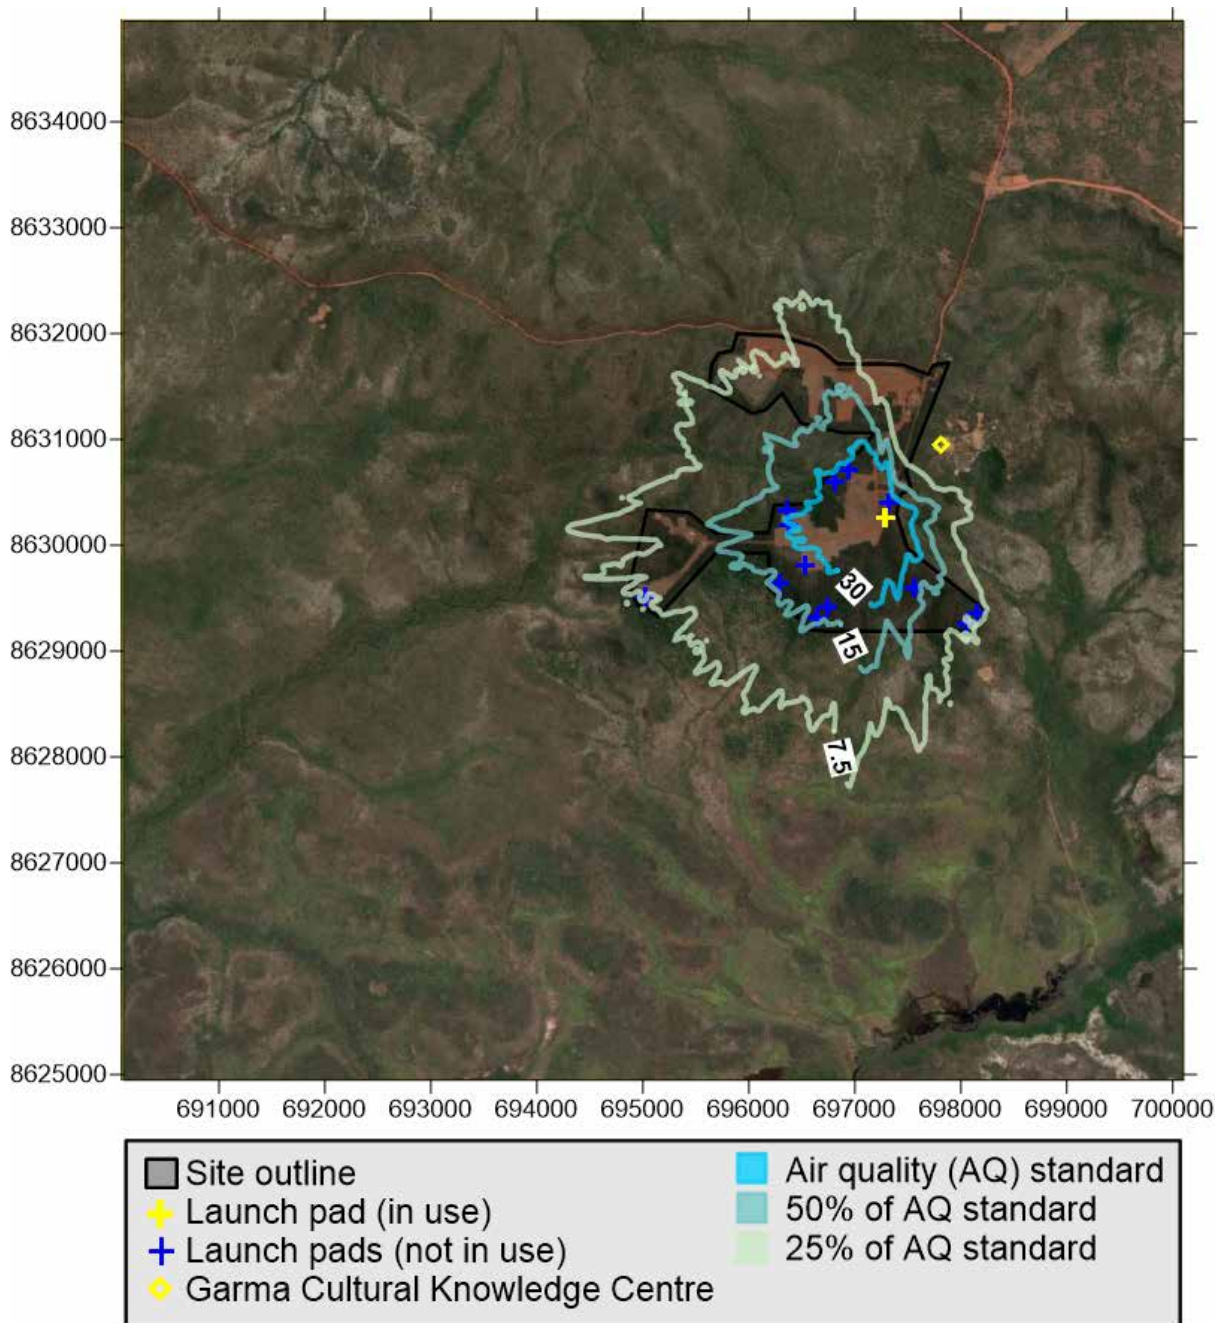 8634000
8633000
8632000
8631000
8630000
8629000
8628000
8627000
8626000
8625000
30
15
7.5
691000 692000 693000 694000 695000 696000 697000 698000 699000 700000
Site outline
Launch pad (in use)
Launch pads (not in use)
Garma Cultural Knowledge Centre
Air quality (AQ) standard
50% of AQ standard
25% of AQ standard